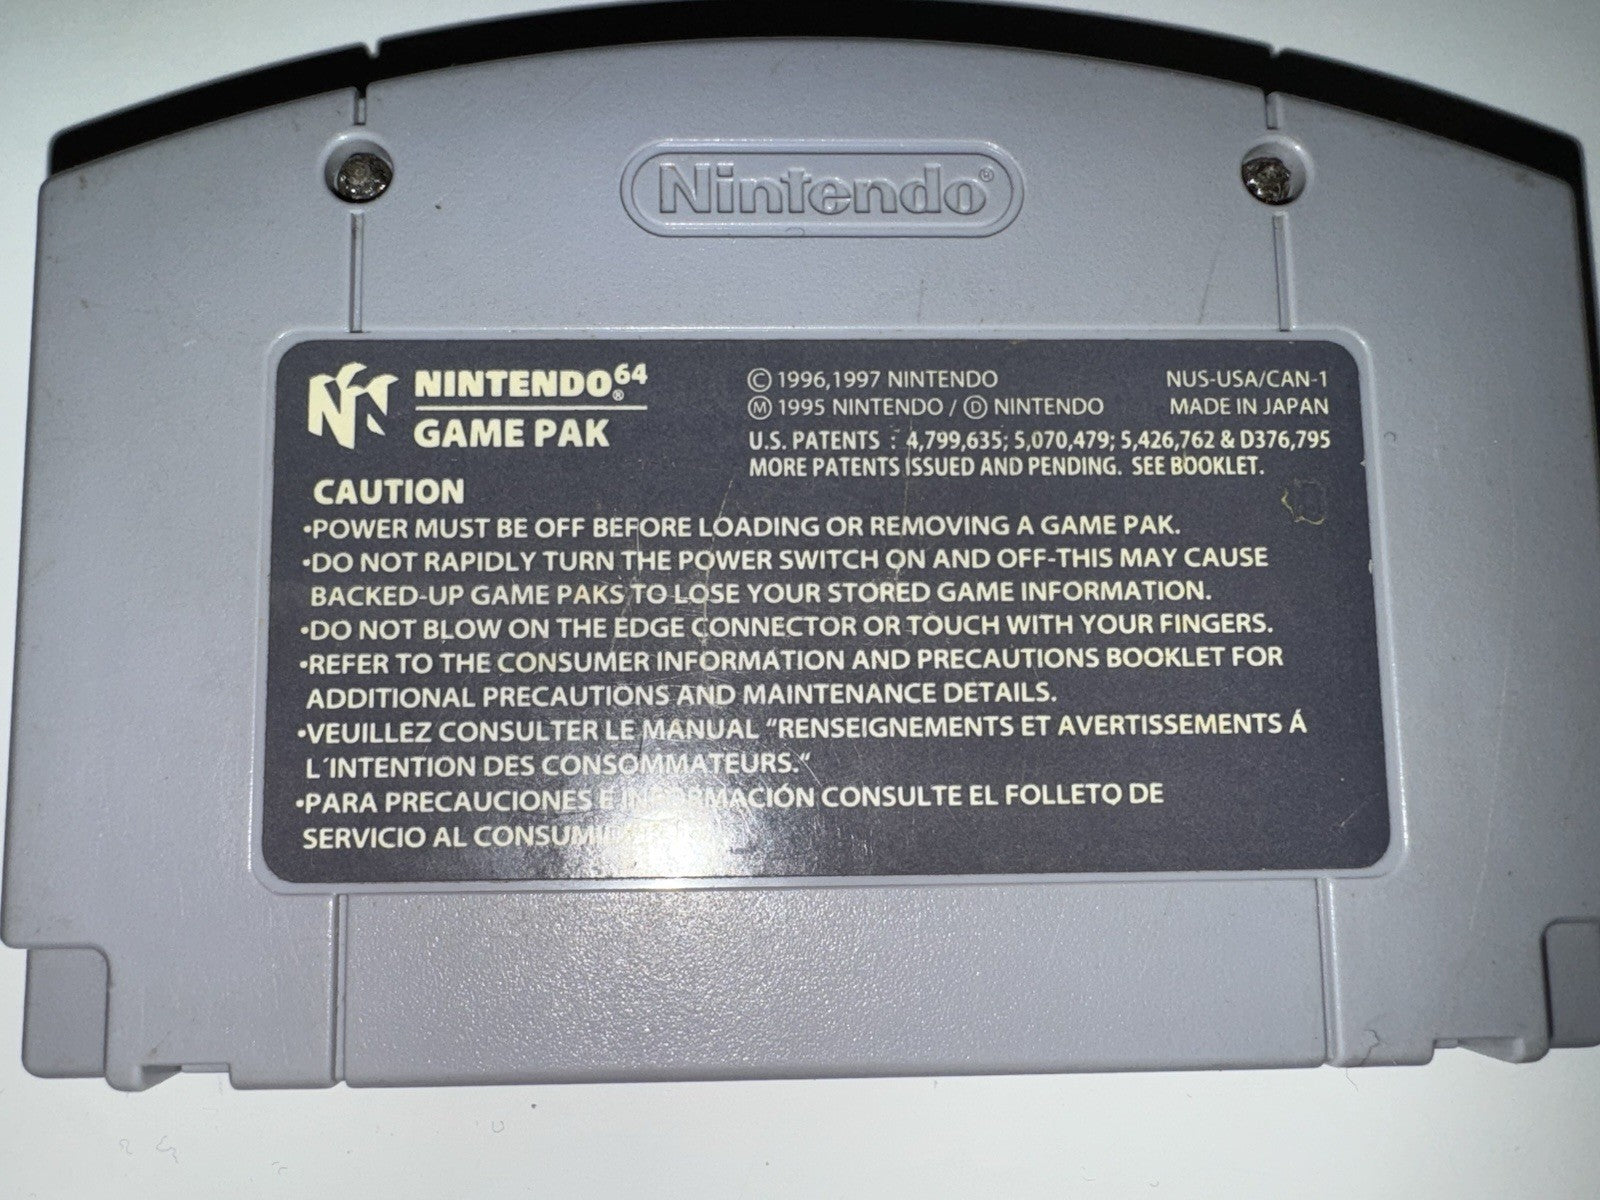 Nintendo®
NINTENDO64®
GAME PAK
© 1996,1997 NINTENDO
NUS-USA/CAN-1
Ⓜ 1995 NINTENDO / Ⓓ NINTENDO
MADE IN JAPAN
U.S. PATENTS : 4,799,635; 5,070,479; 5,426,762 & D376,795
MORE PATENTS ISSUED AND PENDING. SEE BOOKLET.
CAUTION
•POWER MUST BE OFF BEFORE LOADING OR REMOVING A GAME PAK.
•DO NOT RAPIDLY TURN THE POWER SWITCH ON AND OFF-THIS MAY CAUSE
BACKED-UP GAME PAKS TO LOSE YOUR STORED GAME INFORMATION.
•DO NOT BLOW ON THE EDGE CONNECTOR OR TOUCH WITH YOUR FINGERS.
•REFER TO THE CONSUMER INFORMATION AND PRECAUTIONS BOOKLET FOR
ADDITIONAL PRECAUTIONS AND MAINTENANCE DETAILS.
•VEUILLEZ CONSULTER LE MANUAL “RENSEIGNEMENTS ET AVERTISSEMENTS Á
L´INTENTION DES CONSOMMATEURS.“
•PARA PRECAUCIONES E INFORMACIÓN CONSULTE EL FOLLETO DE
SERVICIO AL